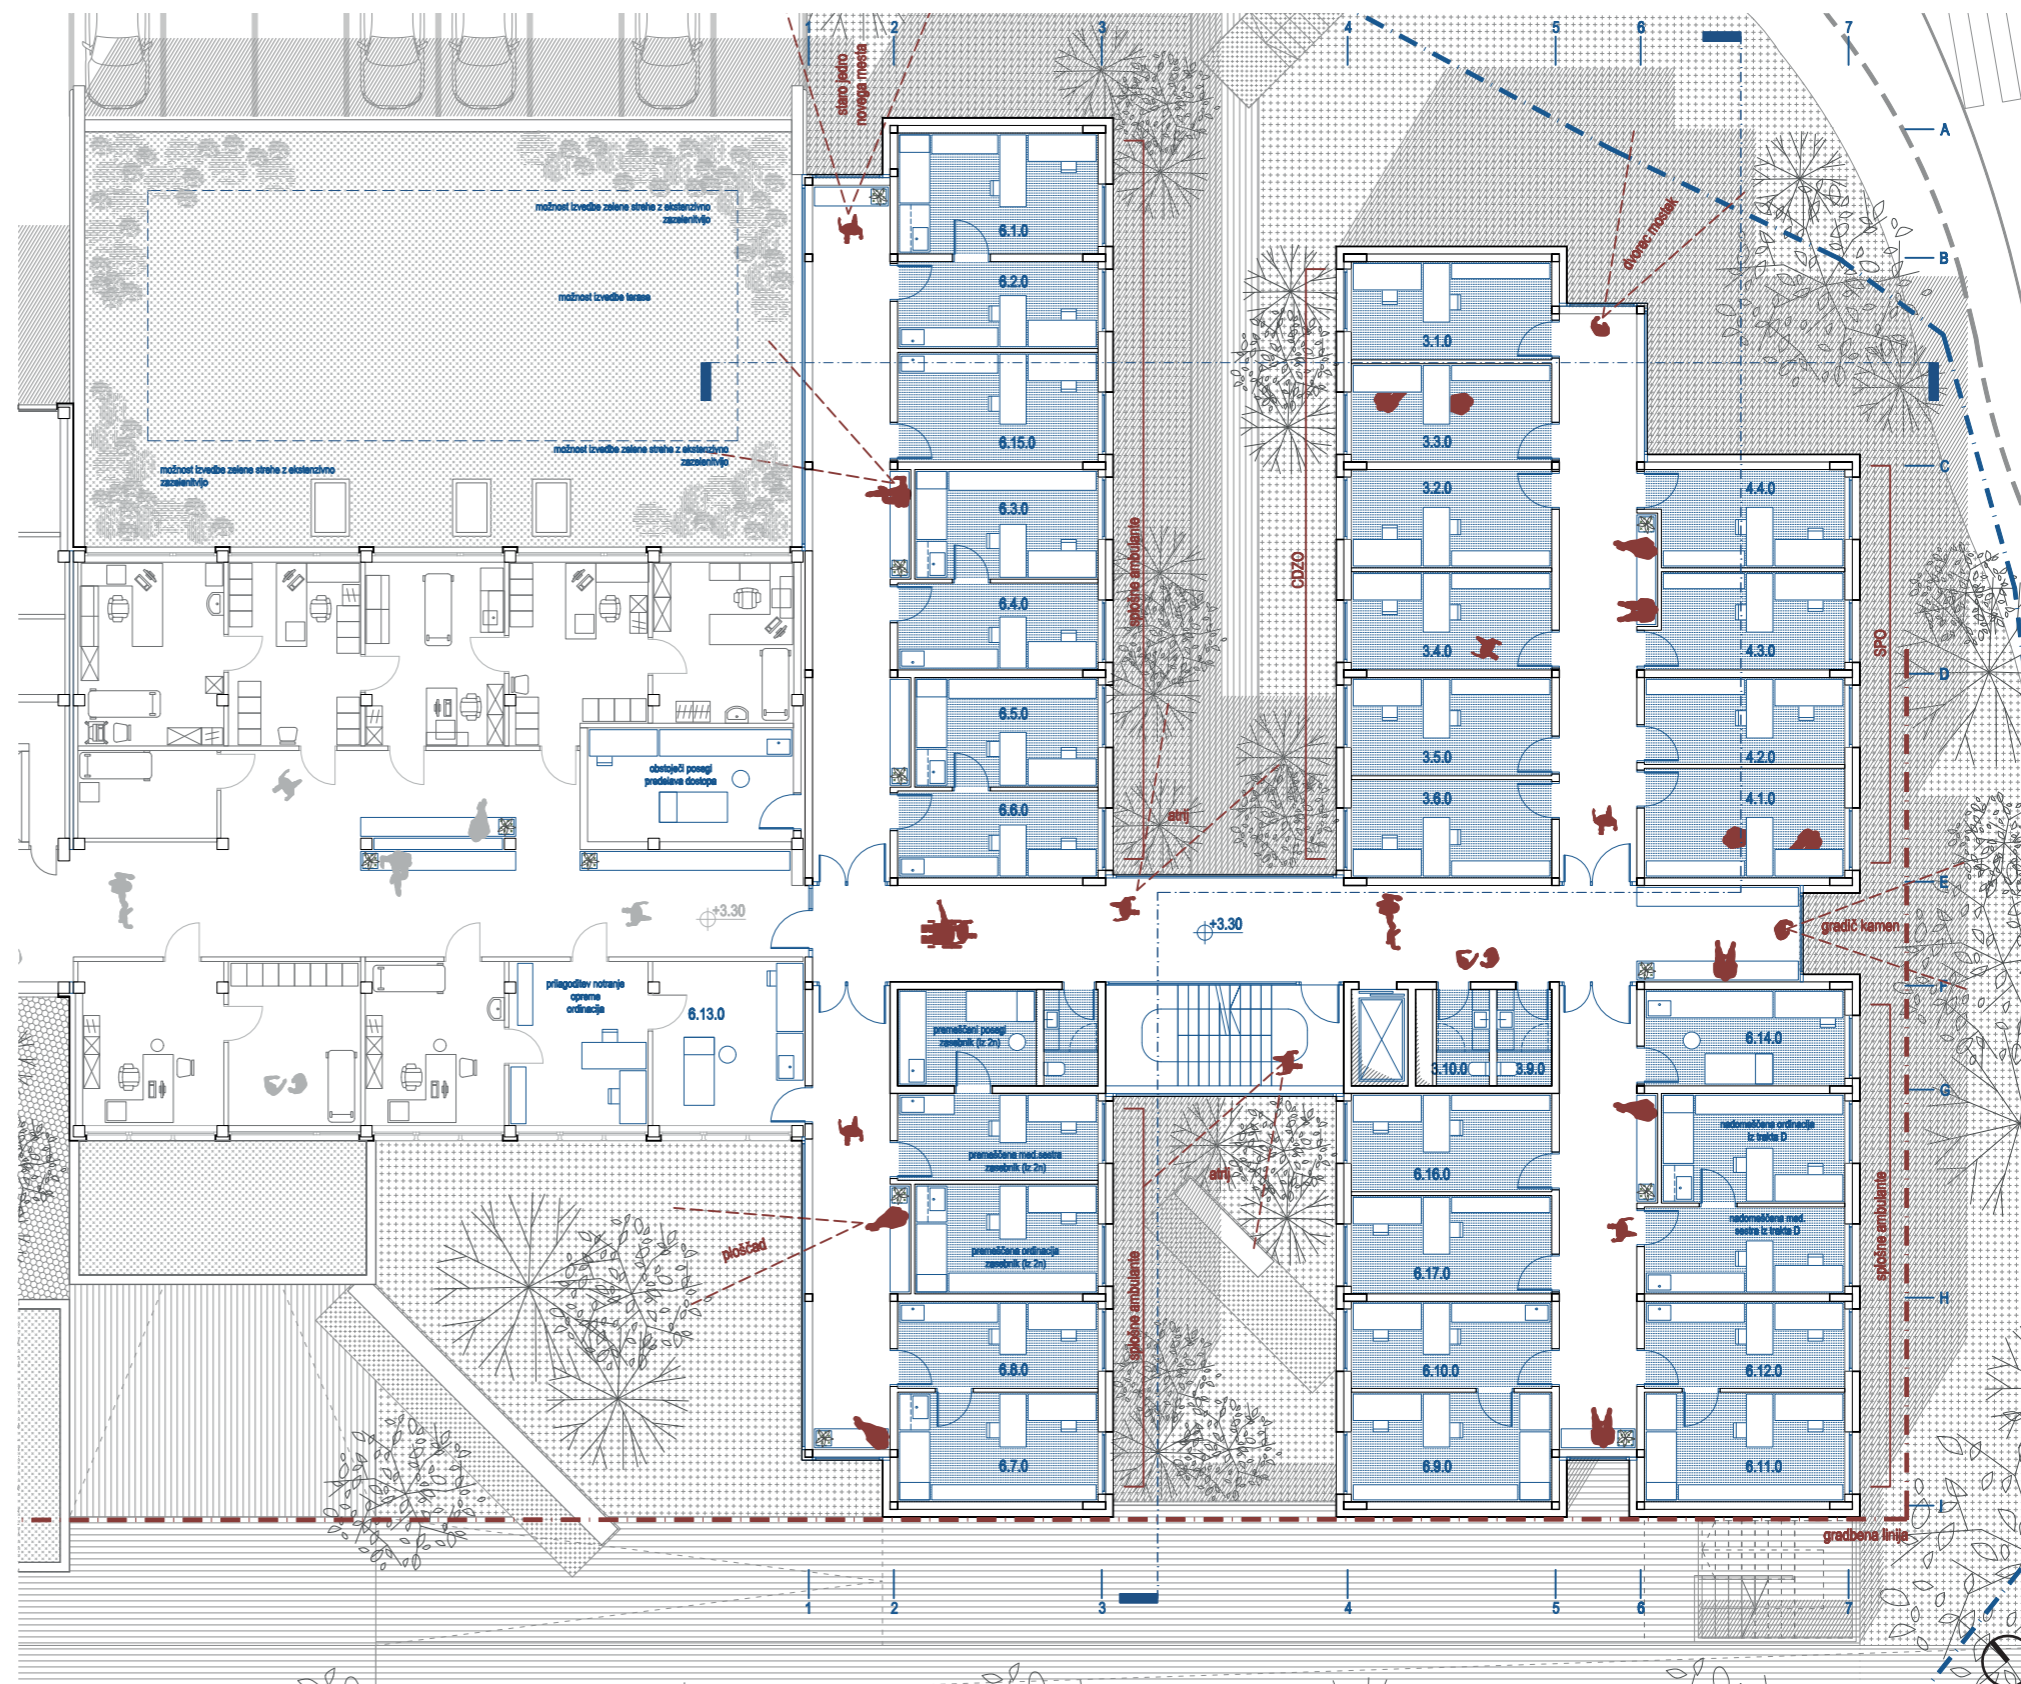 1 2 3 4 5 6 7
staro jedro
novega mesta
A
možnost izvedbe zelene strehe z ekstenzivno
zazelenitvijo
6.1.0
dvorec mostek
B
6.2.0
možnost izvedbe terase
3.1.0
6.15.0
3.3.0
možnost izvedbe zelene strehe z ekstenzivno
zazelenitvijo
možnost izvedbe zelene strehe z ekstenzivno
zazelenitvijo
C
3.2.0
4.4.0
6.3.0
splošne ambulante
CDZO
6.4.0
3.4.0
4.3.0
SPO
D
6.5.0
3.5.0
4.2.0
obstoječi posegi
predelava dostopa
6.6.0
3.6.0
4.1.0
atrij
E
+3.30
+3.30
gradič kamen
F
prilagoditev notranje
opreme
ordinacija
6.13.0
premeščeni posegi
zasebnik (iz 2n)
6.14.0
3.10.0
3.9.0
G
nadomeščena ordinacija
iz trakta D
premeščena med.sestra
zasebnik (iz 2n)
atrij
6.16.0
nadomeščena med.
sestra iz trakta D
ploščad
premeščena ordinacija
zasebnik (iz 2n)
6.17.0
splošne ambulante
splošne ambulante
H
6.8.0
6.10.0
6.12.0
6.7.0
6.9.0
6.11.0
I
gradbena linija
1 2 3 4 5 6 7